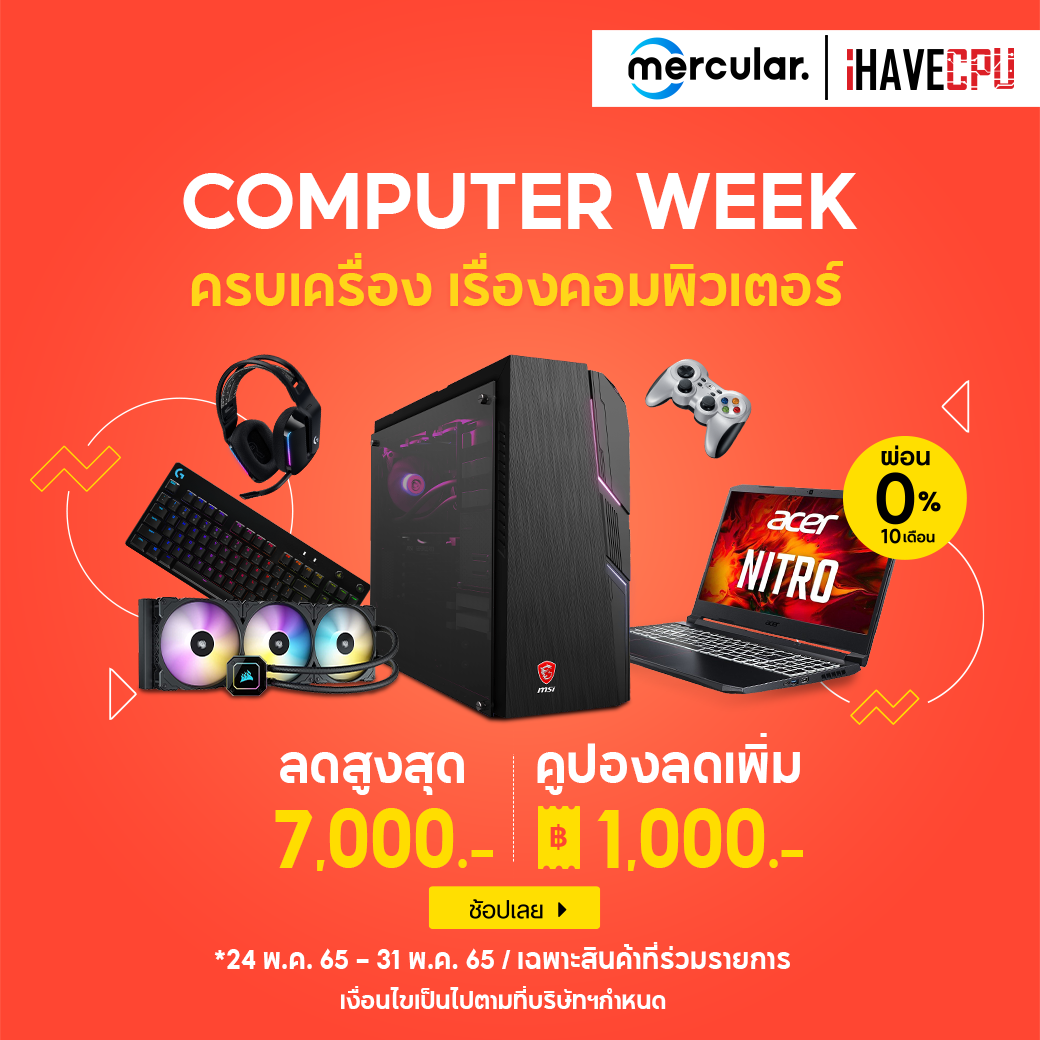 mercular. iHAVECPU
COMPUTER WEEK
ครบเครื่อง เรื่องคอมพิวเตอร์
ผ่อน
0%
10 เดือน
acer
NITRO
acer
msi
ลดสูงสุด
7,000.-
คูปองลดเพิ่ม
฿ 1,000.-
ช้อปเลย
*24 พ.ค. 65 – 31 พ.ค. 65 / เฉพาะสินค้าที่ร่วมรายการ
เงื่อนไขเป็นไปตามที่บริษัทฯกำหนด